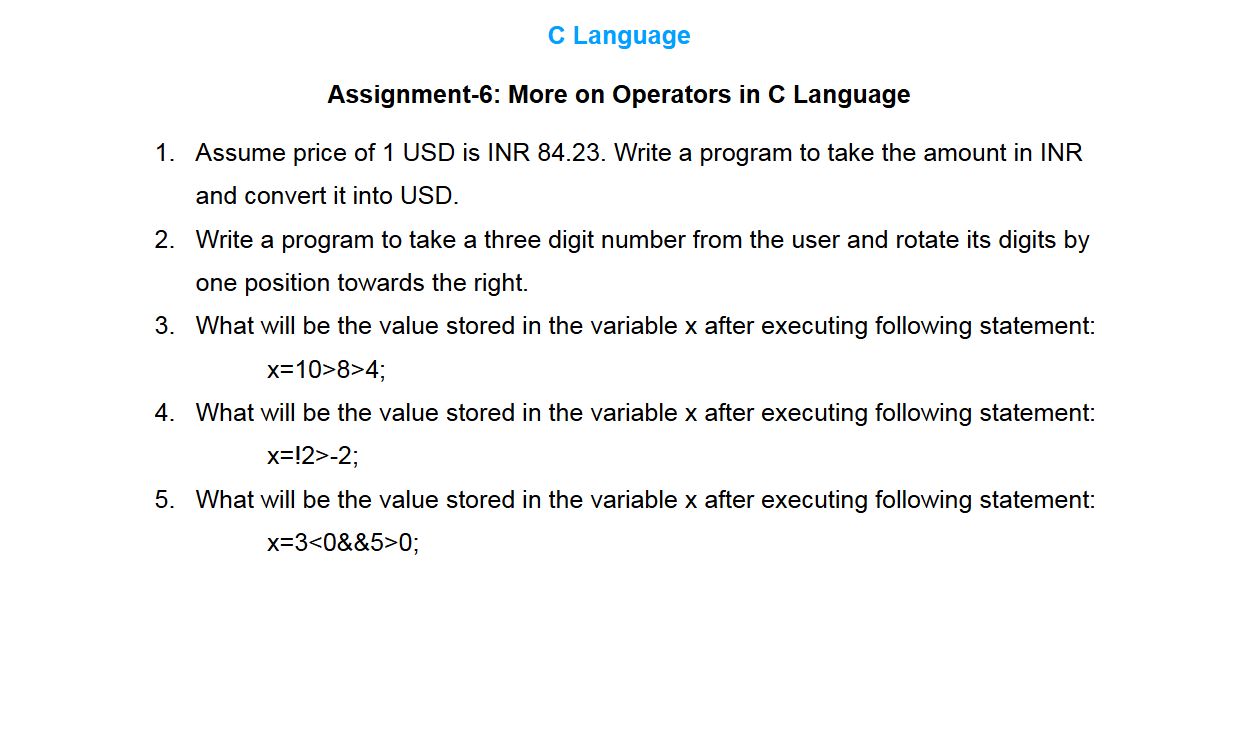 C Language
Assignment-6: More on Operators in C Language
1. Assume price of 1 USD is INR 84.23. Write a program to take the amount in INR
and convert it into USD.
2. Write a program to take a three digit number from the user and rotate its digits by
one position towards the right.
3. What will be the value stored in the variable x after executing following statement:
x=10>8>4;
4. What will be the value stored in the variable x after executing following statement:
x=!2>-2;
5. What will be the value stored in the variable x after executing following statement:
x=3<0&&5>0;